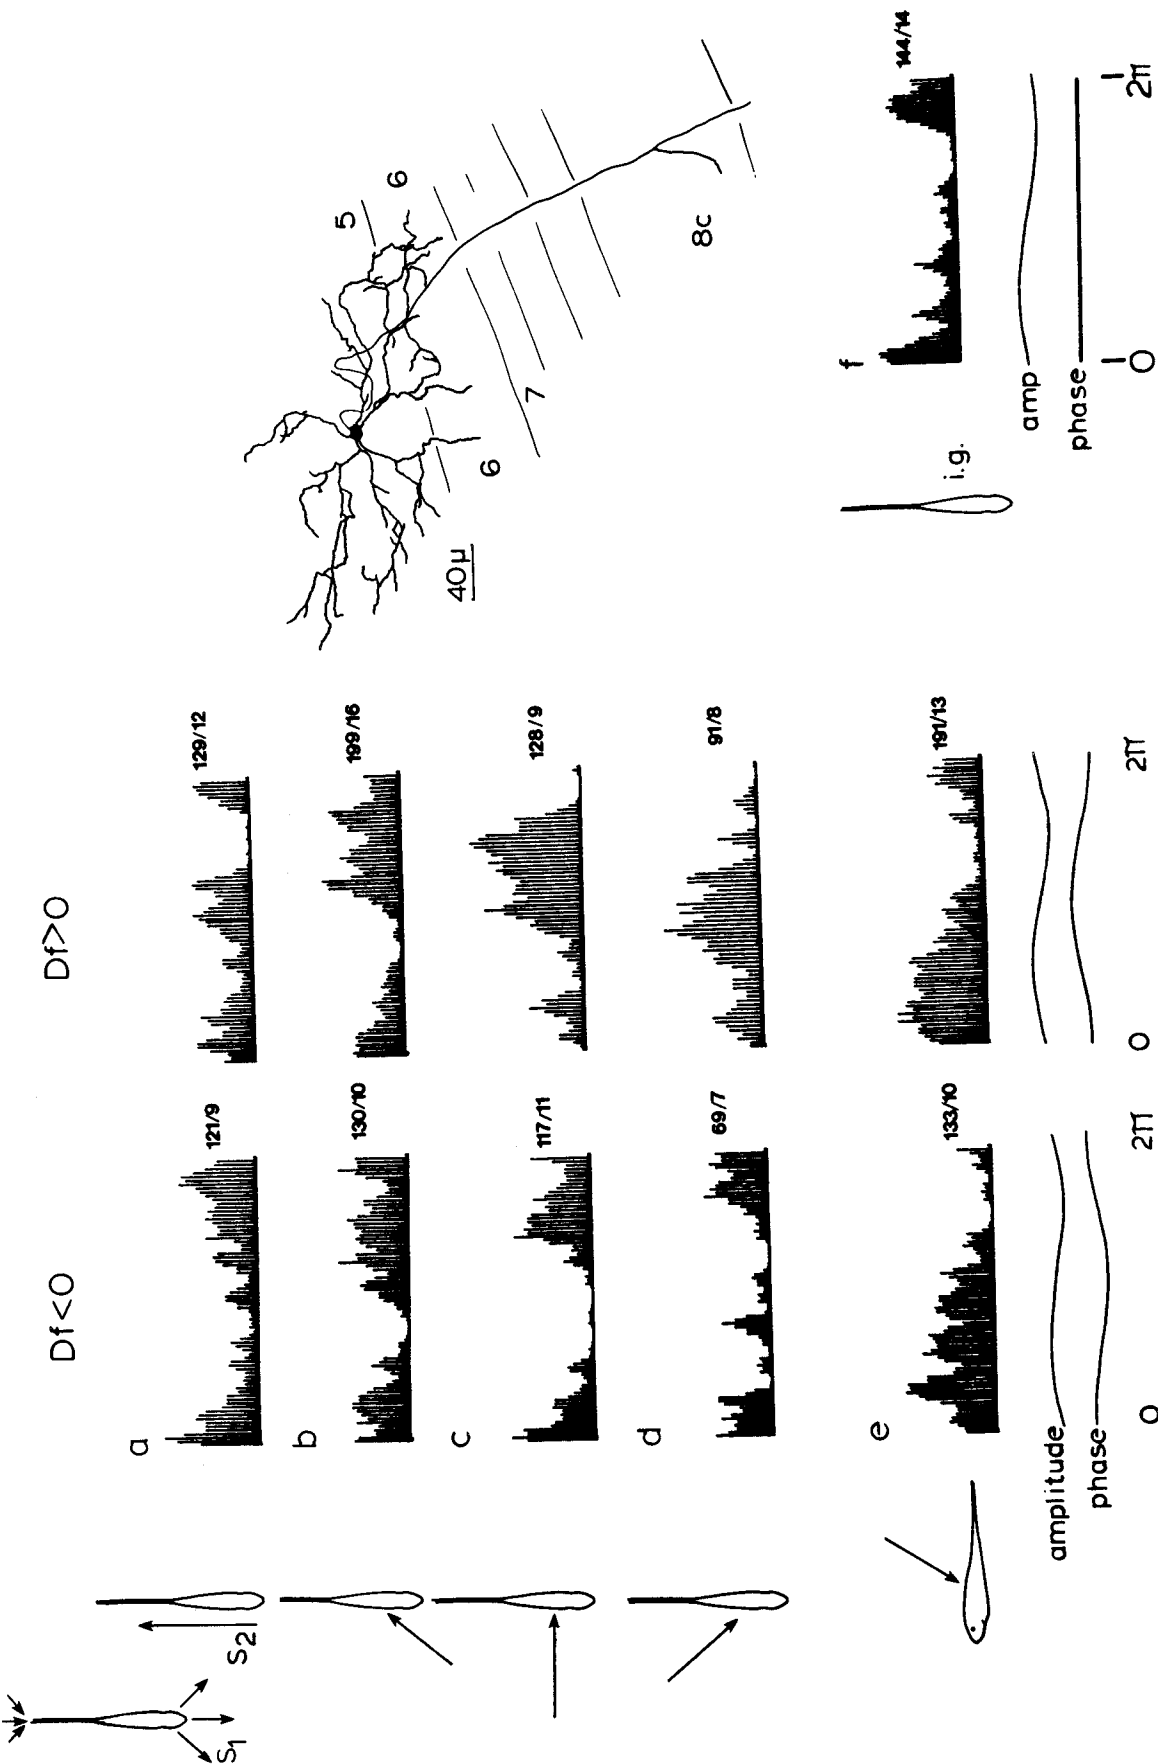 Df<0
Df>0
S1
S2
a
121/9
129/12
b
130/10
199/16
c
117/11
128/9
d
69/7
91/8
e
133/10
191/13
amplitude
phase
0
2π
0
2π
5
6
6
7
8c
40μ
f
144/14
i.g.
amp
phase
0
2π